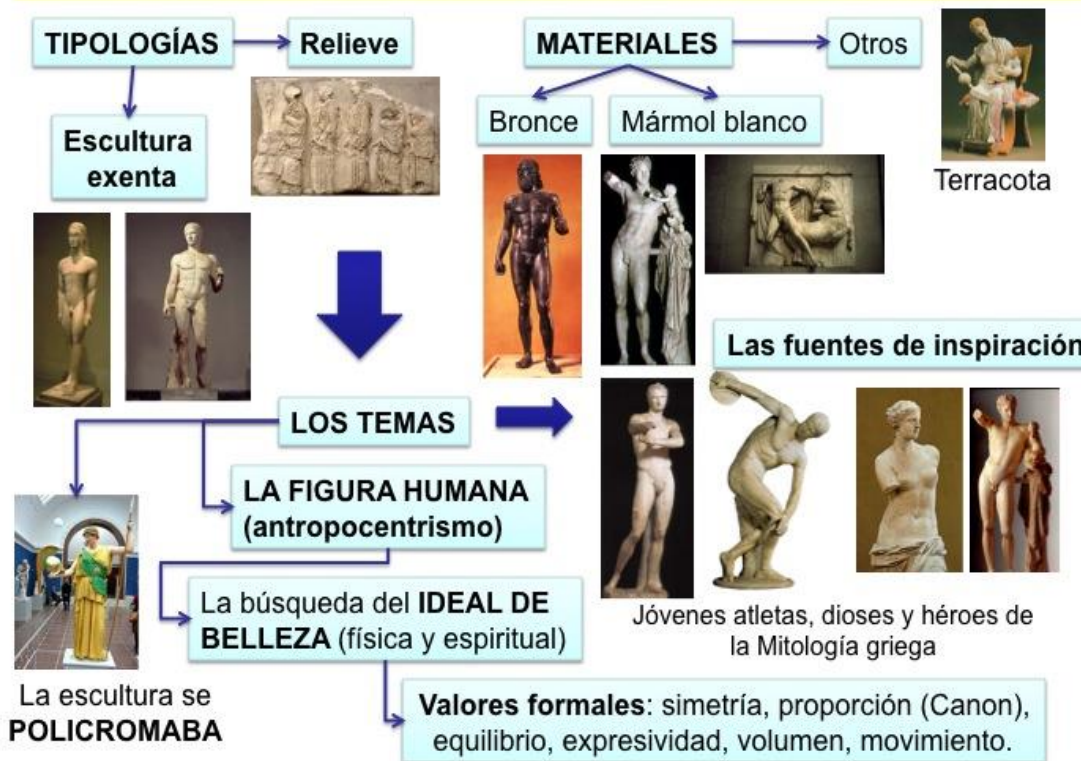 TIPOLOGÍAS
Relieve
Escultura
exenta
MATERIALES
Otros
Bronce
Mármol blanco
Terracota
Las fuentes de inspiración
LOS TEMAS
LA FIGURA HUMANA
(antropocentrismo)
La búsqueda del IDEAL DE
BELLEZA (física y espiritual)
Jóvenes atletas, dioses y héroes de
la Mitología griega
La escultura se
POLICROMABA
Valores formales: simetría, proporción (Canon),
equilibrio, expresividad, volumen, movimiento.